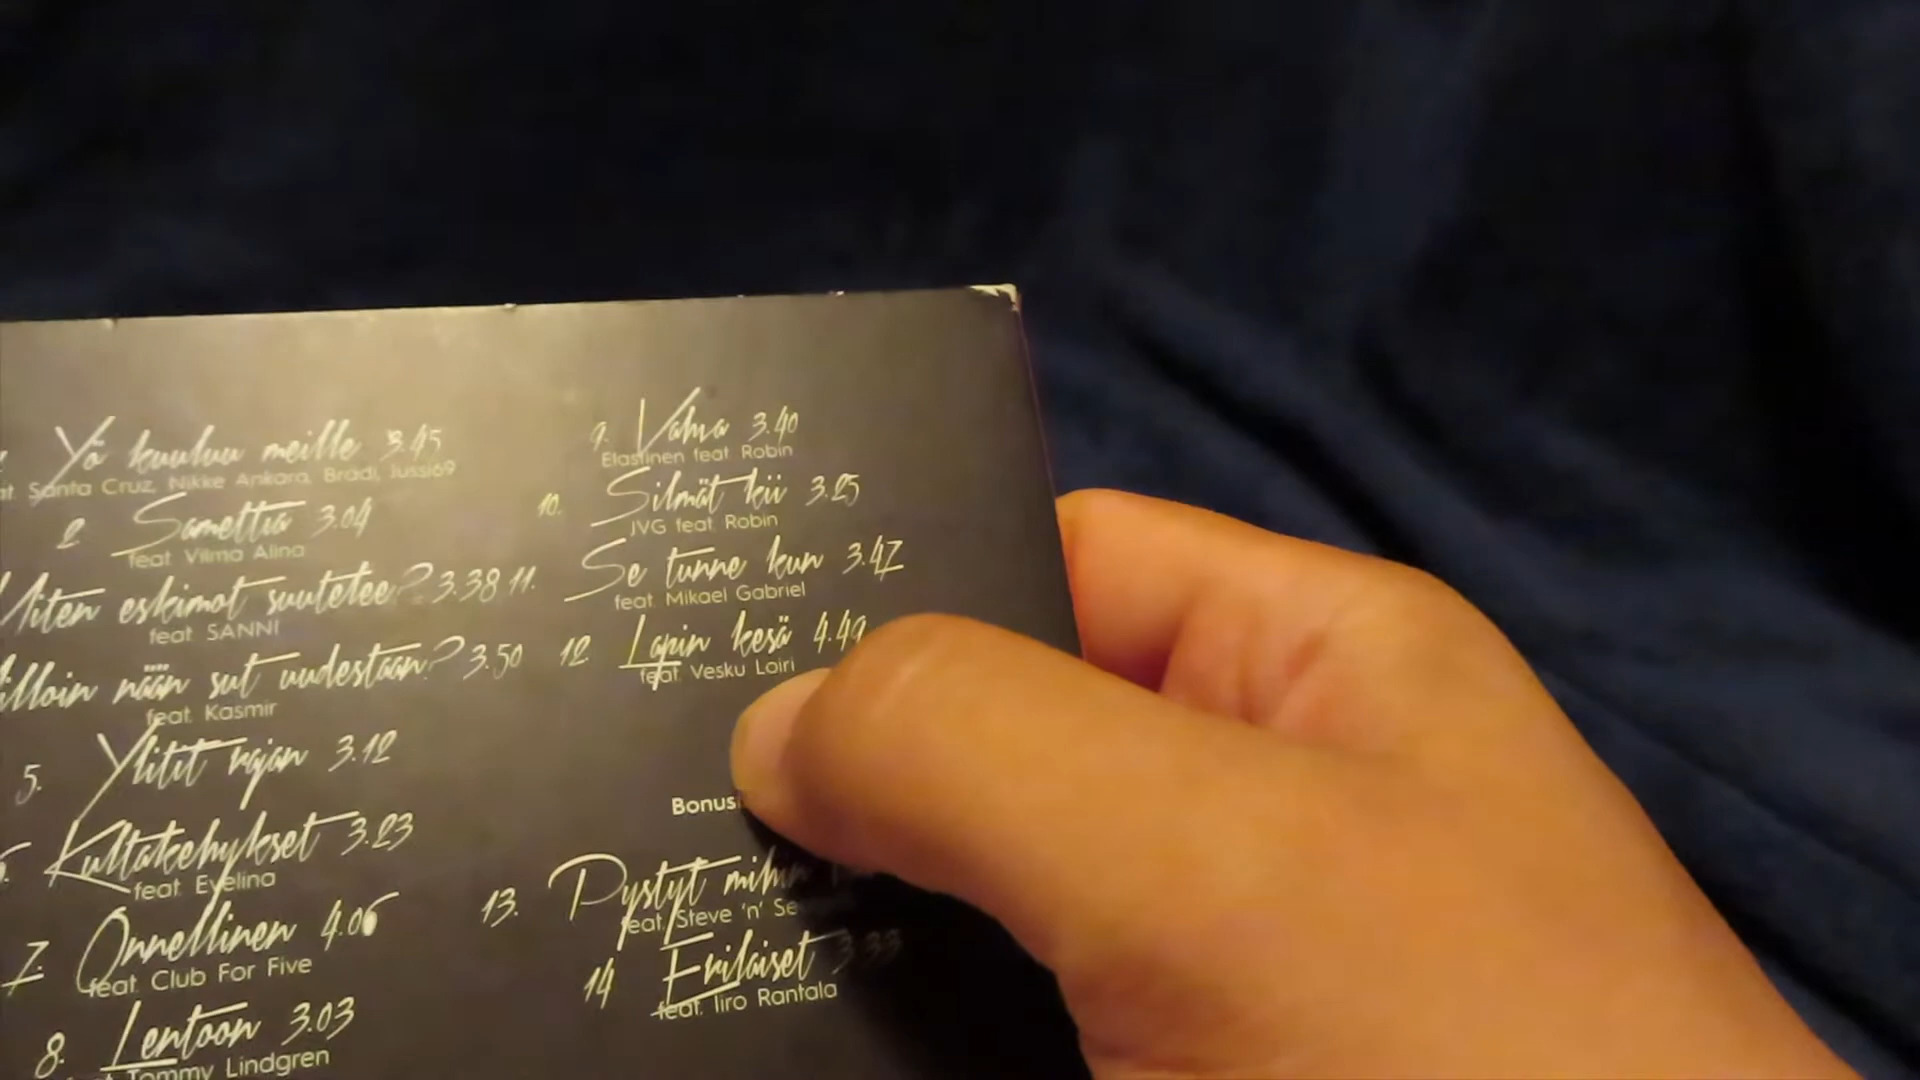 Yö kuuluu meille 3.45
Santa Cruz, Nikke Ankara, Brädi, Jussi69
2. Samettia 3.04
feat. Vilma Alina
Miten eskimot suutelee? 3.38
feat. SANNI
nään sut uudestaan? 3.50
feat. Kasmir
5. Ylitit rajan 3.12
Kultakehykset 3.23
feat. Evelina
7. Onnellinen 4.06
feat. Club For Five
8. Lentoon 3.03
Tommy Lindgren
9. Vahva 3.40
Elastinen feat. Robin
10. Silmät kii 3.25
JVG feat. Robin
11. Se tunne kun 3.47
feat. Mikael Gabriel
12. Lapin kesä 4.49
feat. Vesku Loiri
Bonus
13. Pystyt mihin
feat. Steve 'n'
14 Erilaiset 3.33
feat. Iiro Rantala